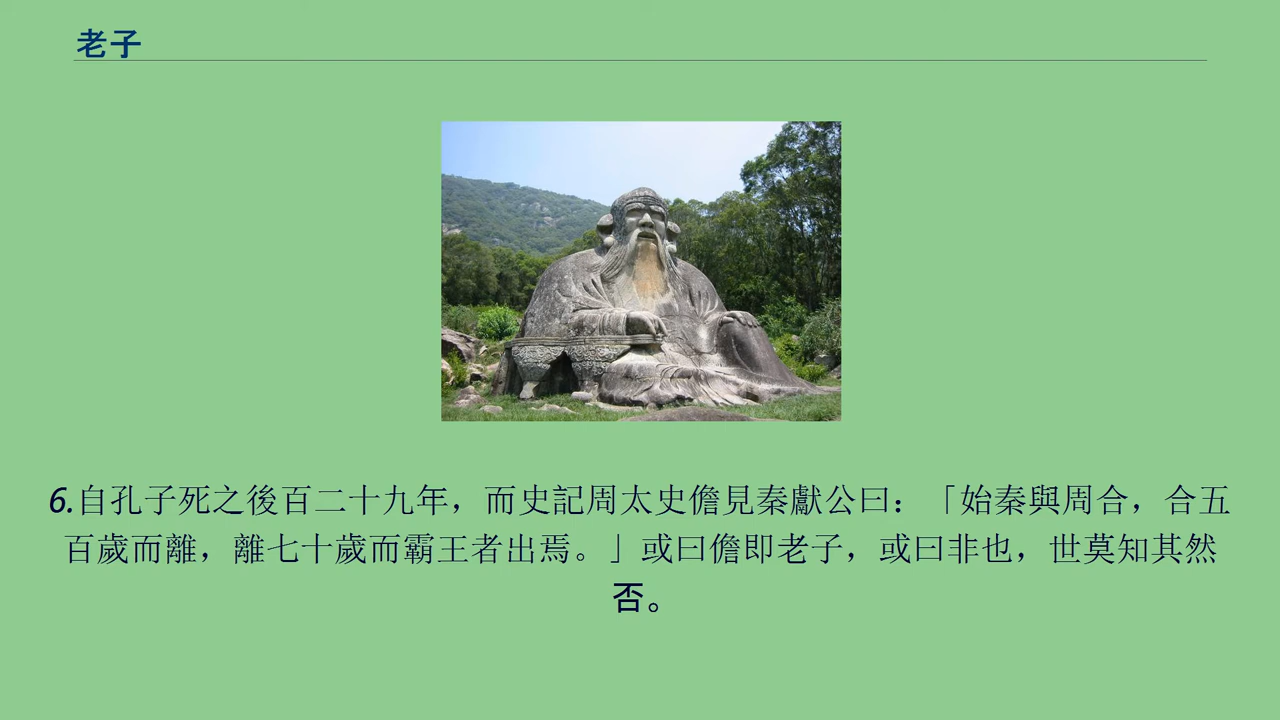 老子
6.自孔子死之後百二十九年，而史記周太史儋見秦獻公曰：「始秦與周合，合五
百歲而離，離七十歲而霸王者出焉。」或曰儋即老子，或曰非也，世莫知其然
否。